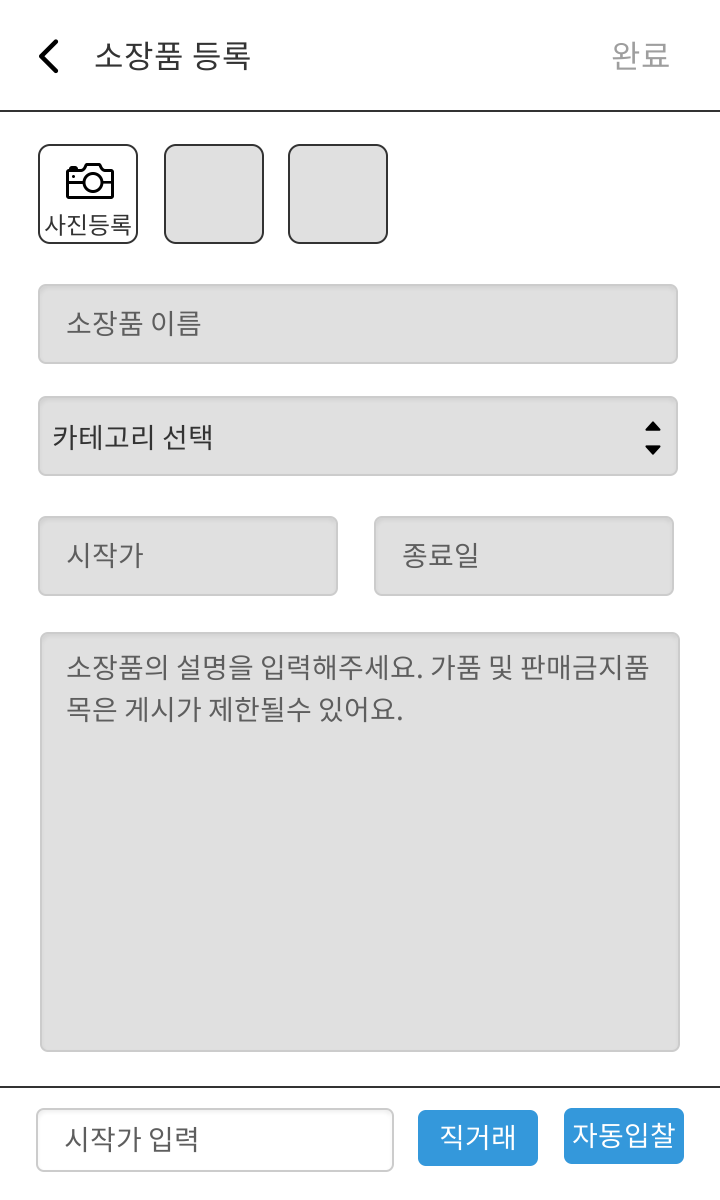 소장품 등록
완료
사진등록
소장품 이름
카테고리 선택
시작가
종료일
소장품의 설명을 입력해주세요. 가품 및 판매금지품
목은 게시가 제한될수 있어요.
시작가 입력
직거래
자동입찰